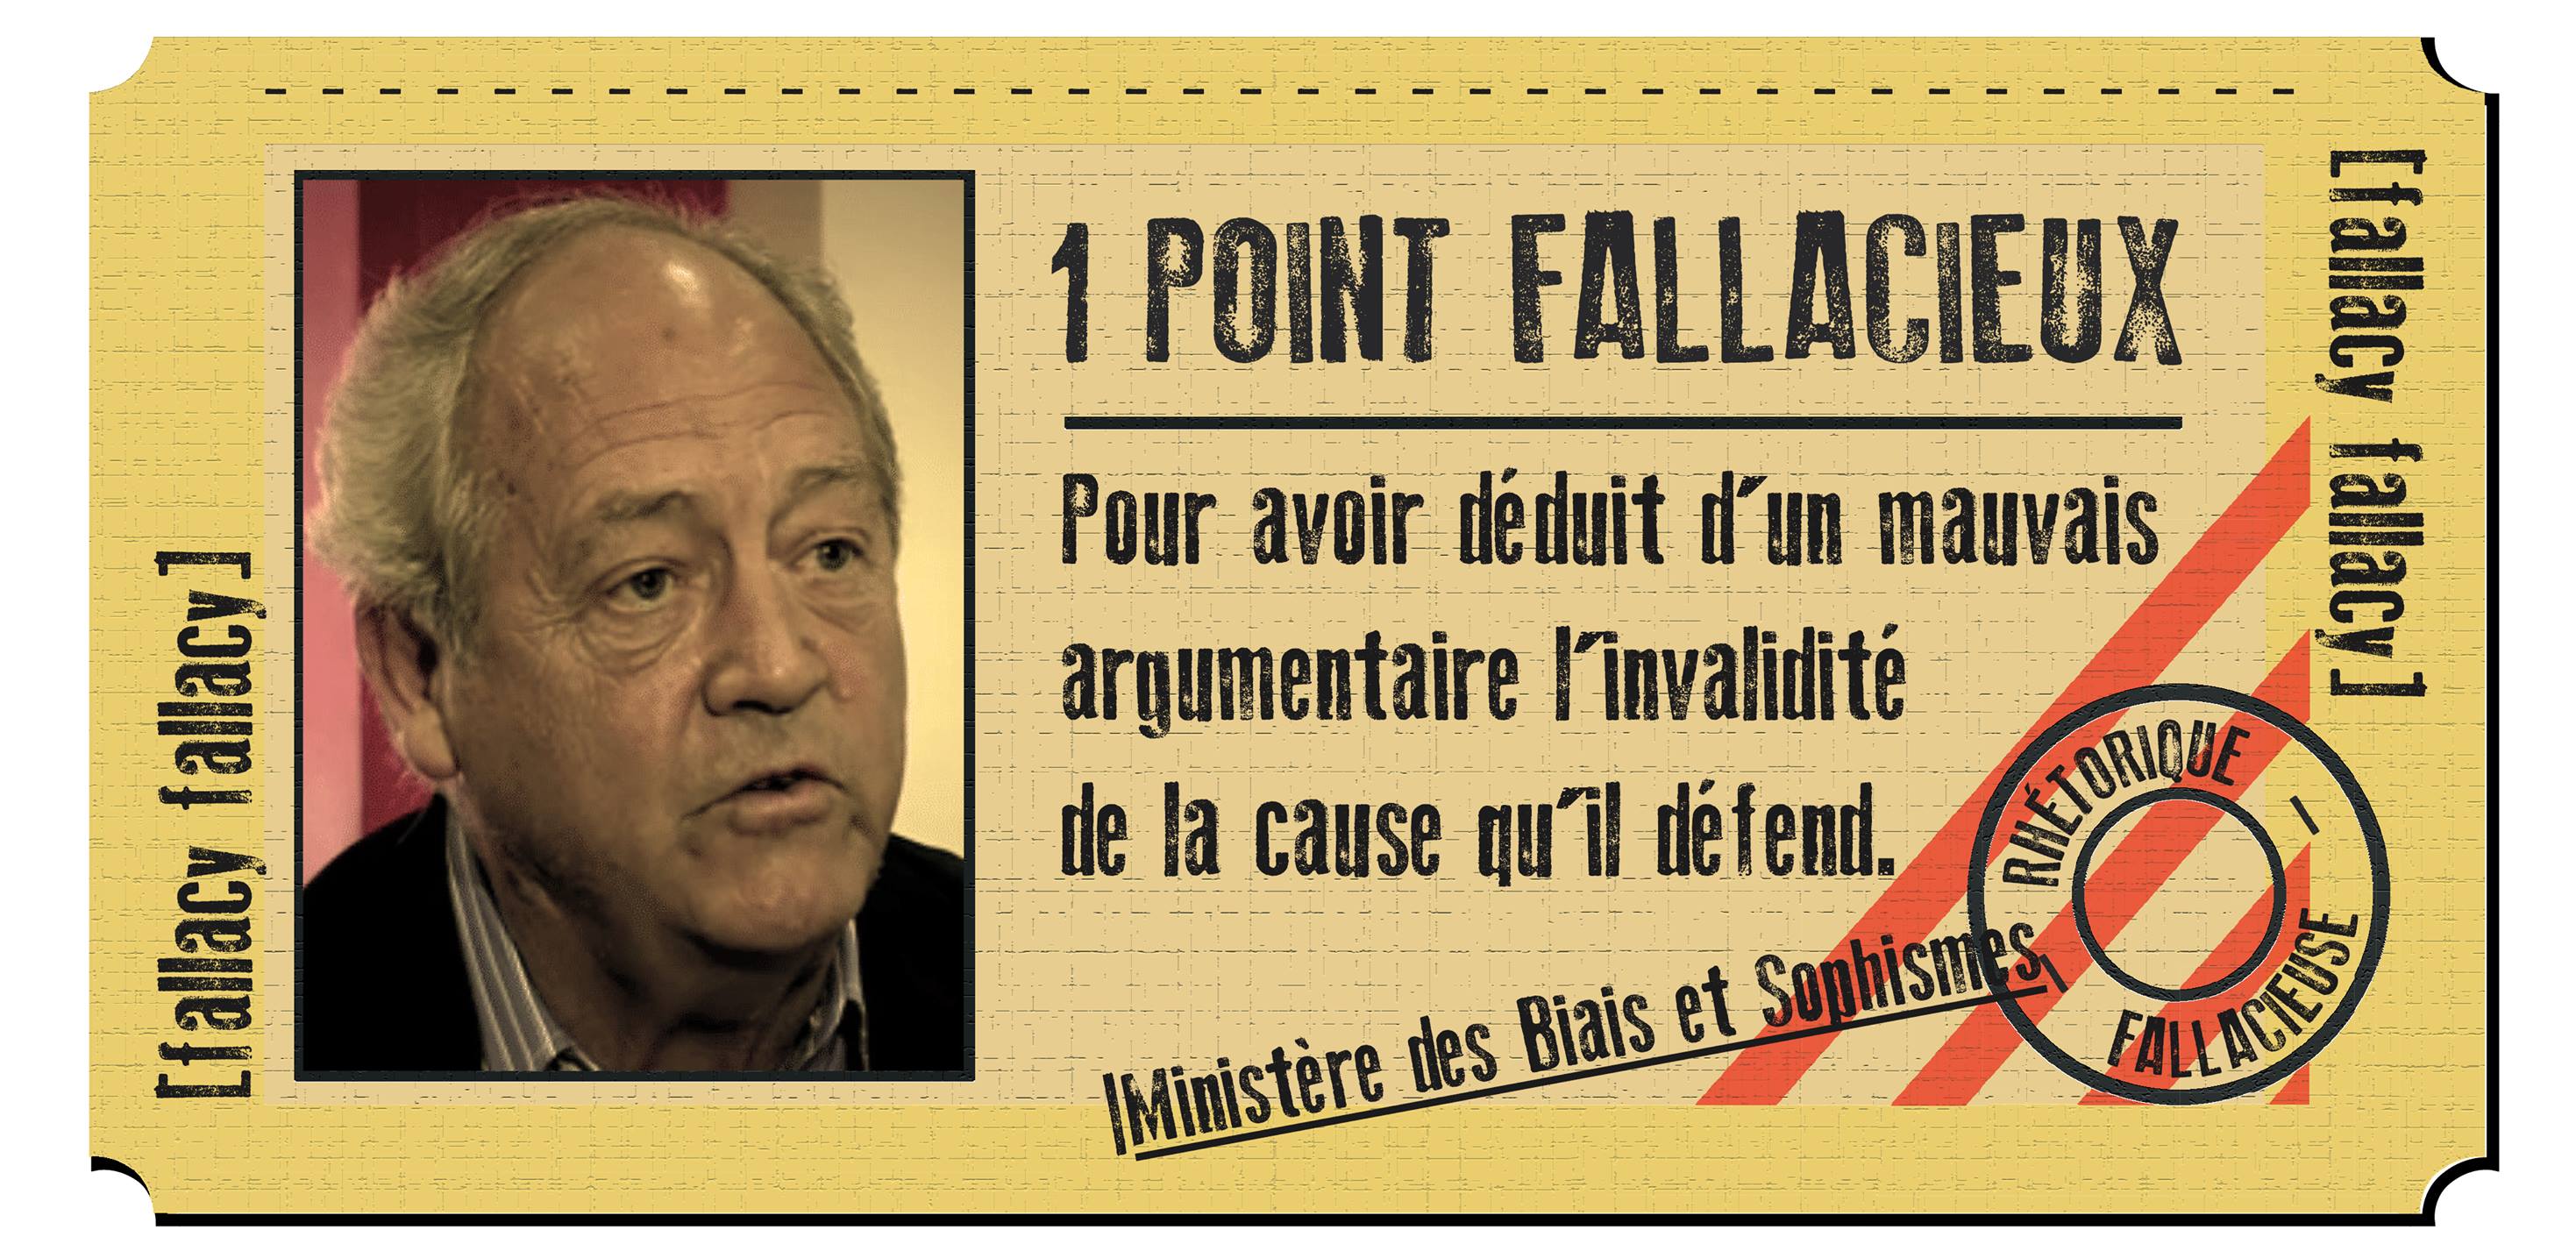 [fallacy fallacy]
1 POINT FALLACIEUX
Pour avoir déduit d'un mauvais
argumentaire l'invalidité
de la cause qu'il défend.
|Ministère des Biais et Sophismes|
RHÉTORIQUE
FALLACIEUSE
[fallacy fallacy]